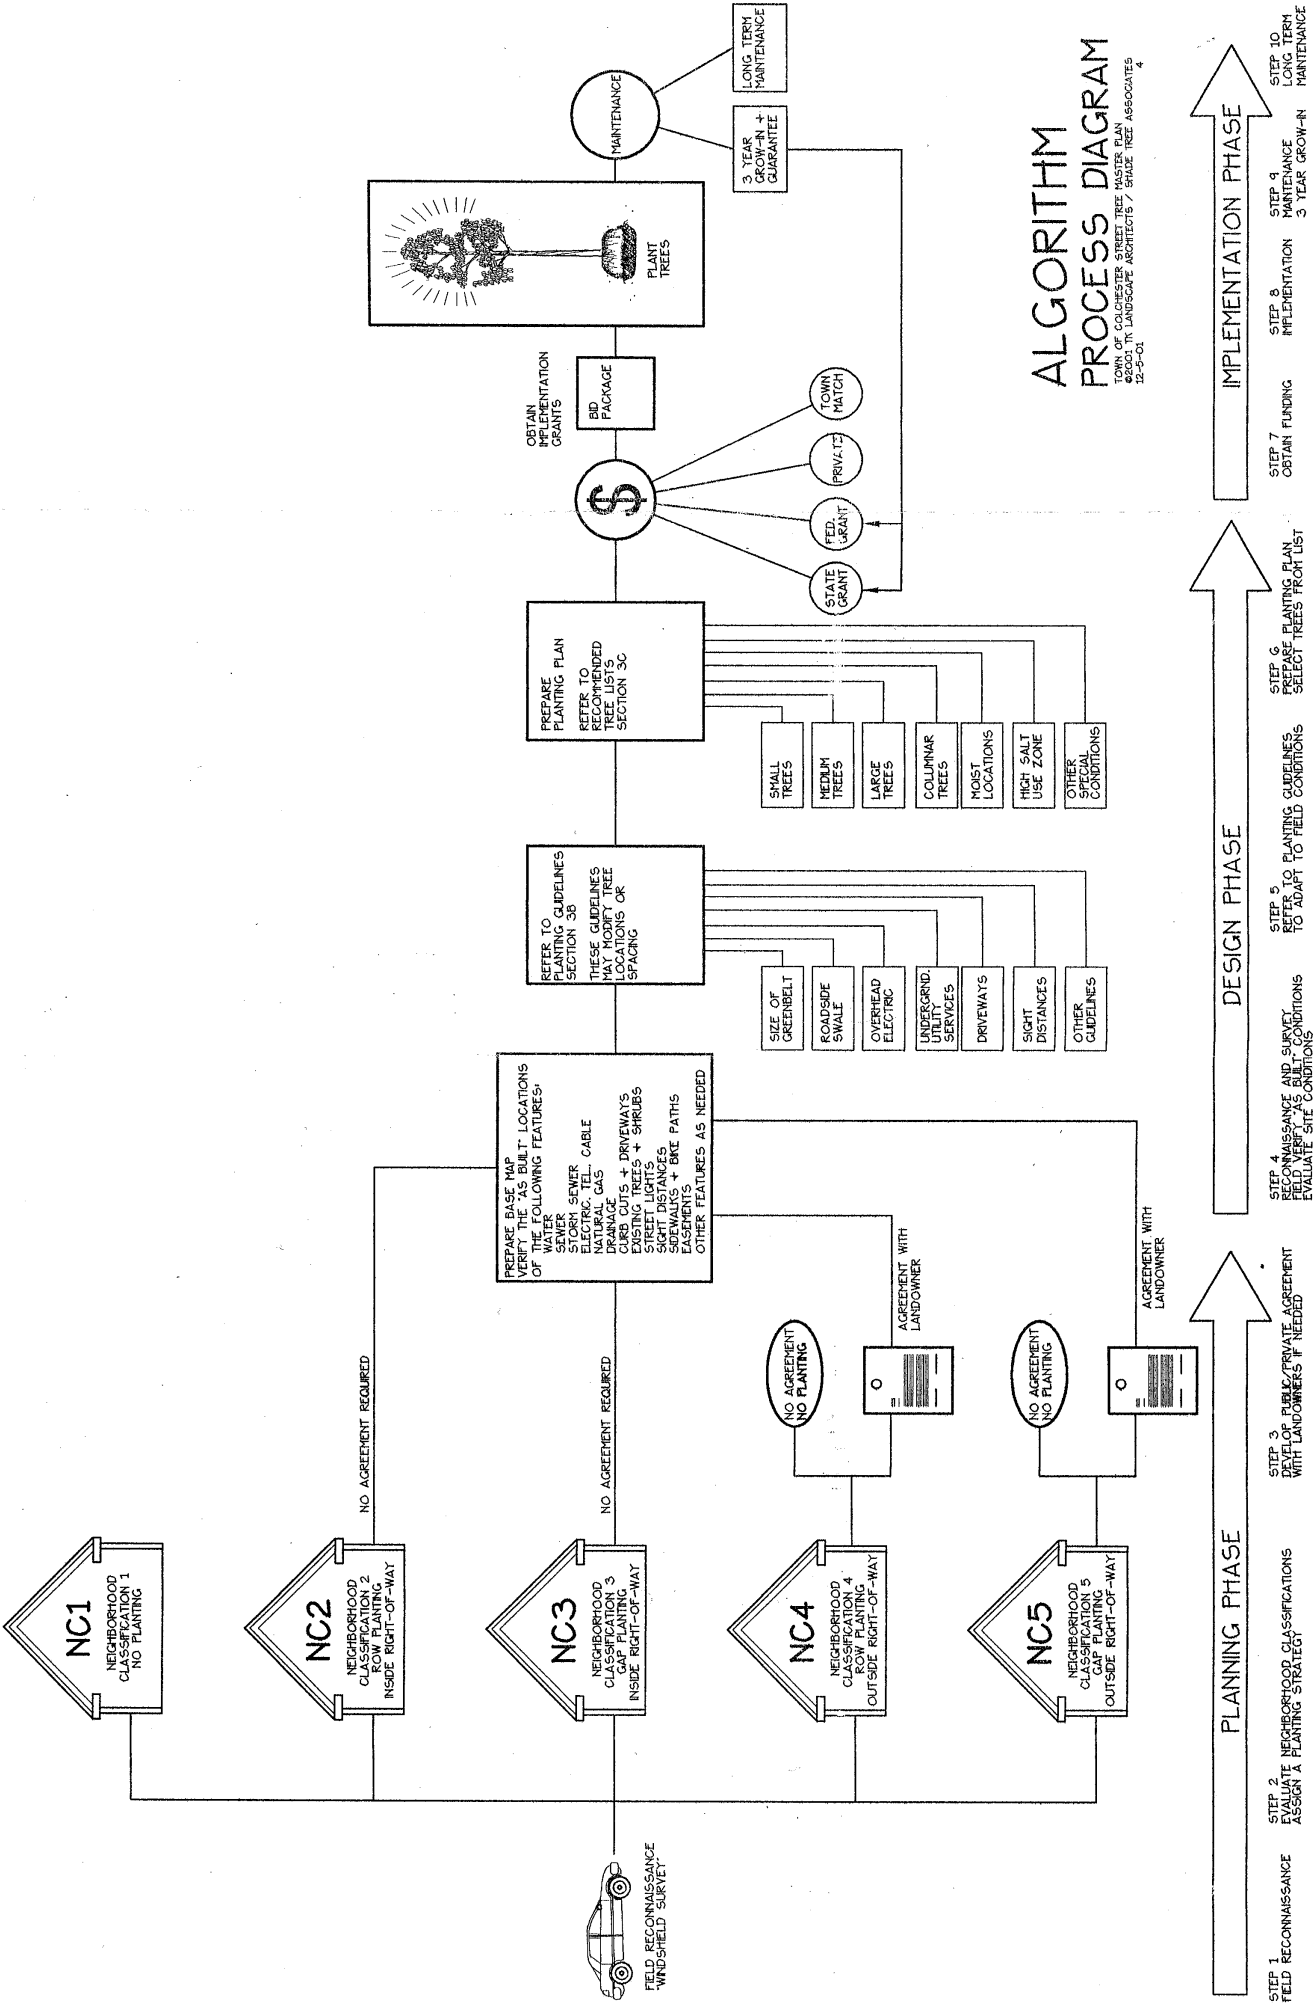 FIELD RECONNAISSANCE
"WINDSHIELD SURVEY"
NC1
NEIGHBORHOOD
CLASSIFICATION 1
NO PLANTING
NC2
NEIGHBORHOOD
CLASSIFICATION 2
ROW PLANTING
INSIDE RIGHT-OF-WAY
NC3
NEIGHBORHOOD
CLASSIFICATION 3
GAP PLANTING
INSIDE RIGHT-OF-WAY
NC4
NEIGHBORHOOD
CLASSIFICATION 4
ROW PLANTING
OUTSIDE RIGHT-OF-WAY
NC5
NEIGHBORHOOD
CLASSIFICATION 5
GAP PLANTING
OUTSIDE RIGHT-OF-WAY
NO AGREEMENT REQUIRED
NO AGREEMENT REQUIRED
NO AGREEMENT
NO PLANTING
AGREEMENT WITH
LANDOWNER
NO AGREEMENT
NO PLANTING
AGREEMENT WITH
LANDOWNER
PREPARE BASE MAP
VERIFY THE "AS BUILT" LOCATIONS
OF THE FOLLOWING FEATURES:
WATER
SEWER
STORM SEWER
ELECTRIC, TEL., CABLE
NATURAL GAS
DRAINAGE
CURB CUTS + DRIVEWAYS
EXISTING TREES + SHRUBS
STREET LIGHTS
SIGHT DISTANCES
SIDEWALKS + BIKE PATHS
EASEMENTS
OTHER FEATURES AS NEEDED
REFER TO
PLANTING GUIDELINES
SECTION 3B
THESE GUIDELINES
MAY MODIFY TREE
LOCATIONS OR
SPACING
SIZE OF
GREENBELT
ROADSIDE
SWALE
OVERHEAD
ELECTRIC
UNDERGRND.
UTILITY
SERVICES
DRIVEWAYS
SIGHT
DISTANCES
OTHER
GUIDELINES
PREPARE
PLANTING PLAN
REFER TO
RECOMMENDED
TREE LISTS
SECTION 3C
SMALL
TREES
MEDIUM
TREES
LARGE
TREES
COLUMNAR
TREES
MOIST
LOCATIONS
HIGH SALT
USE ZONE
OTHER
SPECIAL
CONDITIONS
$
STATE
GRANT
FED.
GRANT
PRIVATE
TOWN
MATCH
OBTAIN
IMPLEMENTATION
GRANTS
BID
PACKAGE
PLANT
TREES
MAINTENANCE
3 YEAR
GROW-IN +
GUARANTEE
LONG TERM
MAINTENANCE
ALGORITHM
PROCESS DIAGRAM
TOWN OF COLCHESTER STREET TREE MASTER PLAN
©2001 TK LANDSCAPE ARCHITECTS / SHADE TREE ASSOCIATES
12-5-01
4
PLANNING PHASE
DESIGN PHASE
IMPLEMENTATION PHASE
STEP 1
FIELD RECONNAISSANCE
STEP 2
EVALUATE NEIGHBORHOOD CLASSIFICATIONS
ASSIGN A PLANTING STRATEGY
STEP 3
DEVELOP PUBLIC/PRIVATE AGREEMENT
WITH LANDOWNERS IF NEEDED
STEP 4
RECONNAISSANCE AND SURVEY
FIELD VERIFY "AS BUILT" CONDITIONS
EVALUATE SITE CONDITIONS
STEP 5
REFER TO PLANTING GUIDELINES
TO ADAPT TO FIELD CONDITIONS
STEP 6
PREPARE PLANTING PLAN
SELECT TREES FROM LIST
STEP 7
OBTAIN FUNDING
STEP 8
IMPLEMENTATION
STEP 9
MAINTENANCE
3 YEAR GROW-IN
STEP 10
LONG TERM
MAINTENANCE